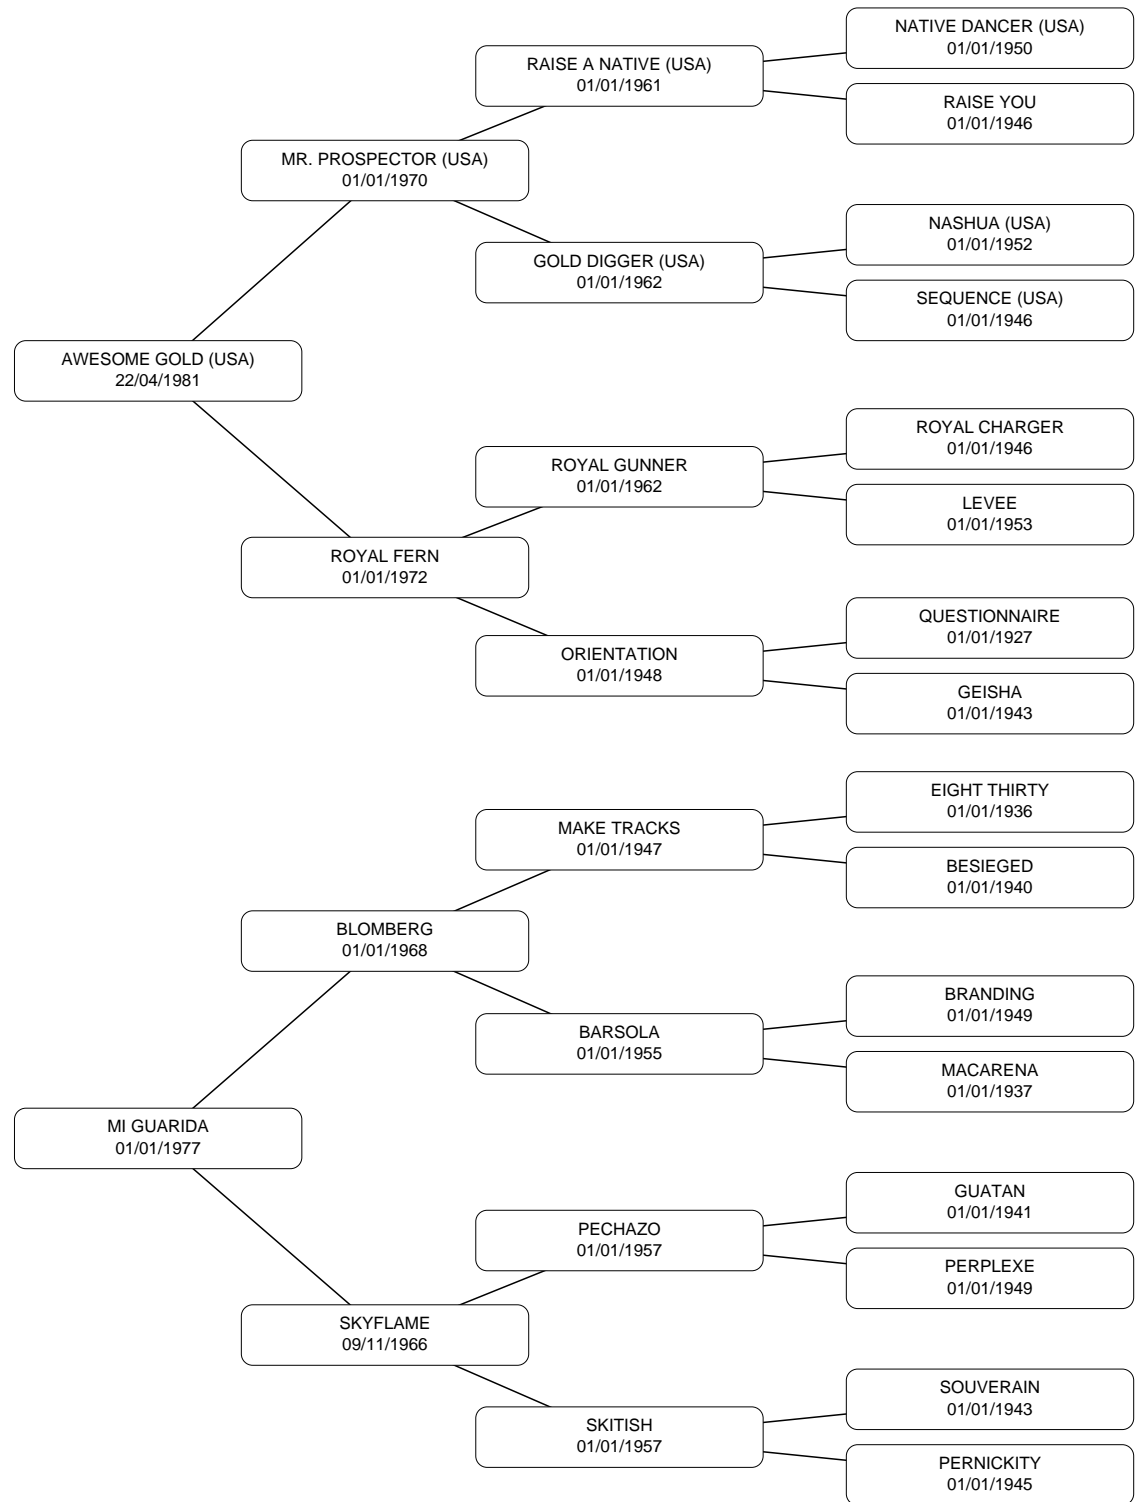 NATIVE DANCER (USA)
01/01/1950
RAISE A NATIVE (USA)
01/01/1961
RAISE YOU
01/01/1946
MR. PROSPECTOR (USA)
01/01/1970
NASHUA (USA)
01/01/1952
GOLD DIGGER (USA)
01/01/1962
SEQUENCE (USA)
01/01/1946
AWESOME GOLD (USA)
22/04/1981
ROYAL CHARGER
01/01/1946
ROYAL GUNNER
01/01/1962
LEVEE
01/01/1953
ROYAL FERN
01/01/1972
QUESTIONNAIRE
01/01/1927
ORIENTATION
01/01/1948
GEISHA
01/01/1943
EIGHT THIRTY
01/01/1936
MAKE TRACKS
01/01/1947
BESIEGED
01/01/1940
BLOMBERG
01/01/1968
BRANDING
01/01/1949
BARSOLA
01/01/1955
MACARENA
01/01/1937
MI GUARIDA
01/01/1977
GUATAN
01/01/1941
PECHAZO
01/01/1957
PERPLEXE
01/01/1949
SKYFLAME
09/11/1966
SOUVERAIN
01/01/1943
SKITISH
01/01/1957
PERNICKITY
01/01/1945